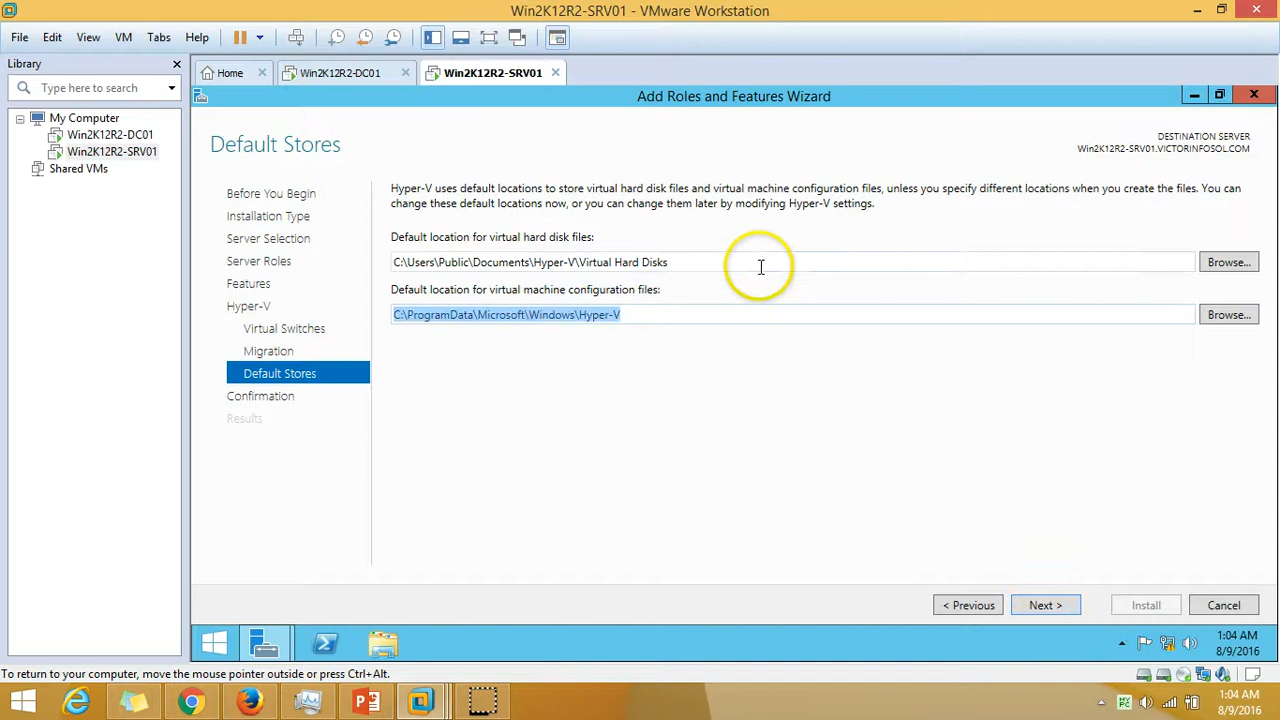 Win2K12R2-SRV01 - VMware Workstation
File Edit View VM Tabs Help
Library
Type here to search
Home
Win2K12R2-DC01
Win2K12R2-SRV01
My Computer
Win2K12R2-DC01
Win2K12R2-SRV01
Shared VMs
Add Roles and Features Wizard
Default Stores
DESTINATION SERVER
Win2K12R2-SRV01.VICTORINFOSOL.COM
Before You Begin
Installation Type
Server Selection
Server Roles
Features
Hyper-V
Virtual Switches
Migration
Default Stores
Confirmation
Results
Hyper-V uses default locations to store virtual hard disk files and virtual machine configuration files, unless you specify different locations when you create the files. You can
change these default locations now, or you can change them later by modifying Hyper-V settings.
Default location for virtual hard disk files:
C:\Users\Public\Documents\Hyper-V\Virtual Hard Disks
Browse...
Default location for virtual machine configuration files:
C:\ProgramData\Microsoft\Windows\Hyper-V
Browse...
< Previous
Next >
Install
Cancel
1:04 AM
8/9/2016
To return to your computer, move the mouse pointer outside or press Ctrl+Alt.
1:04 AM
8/9/2016